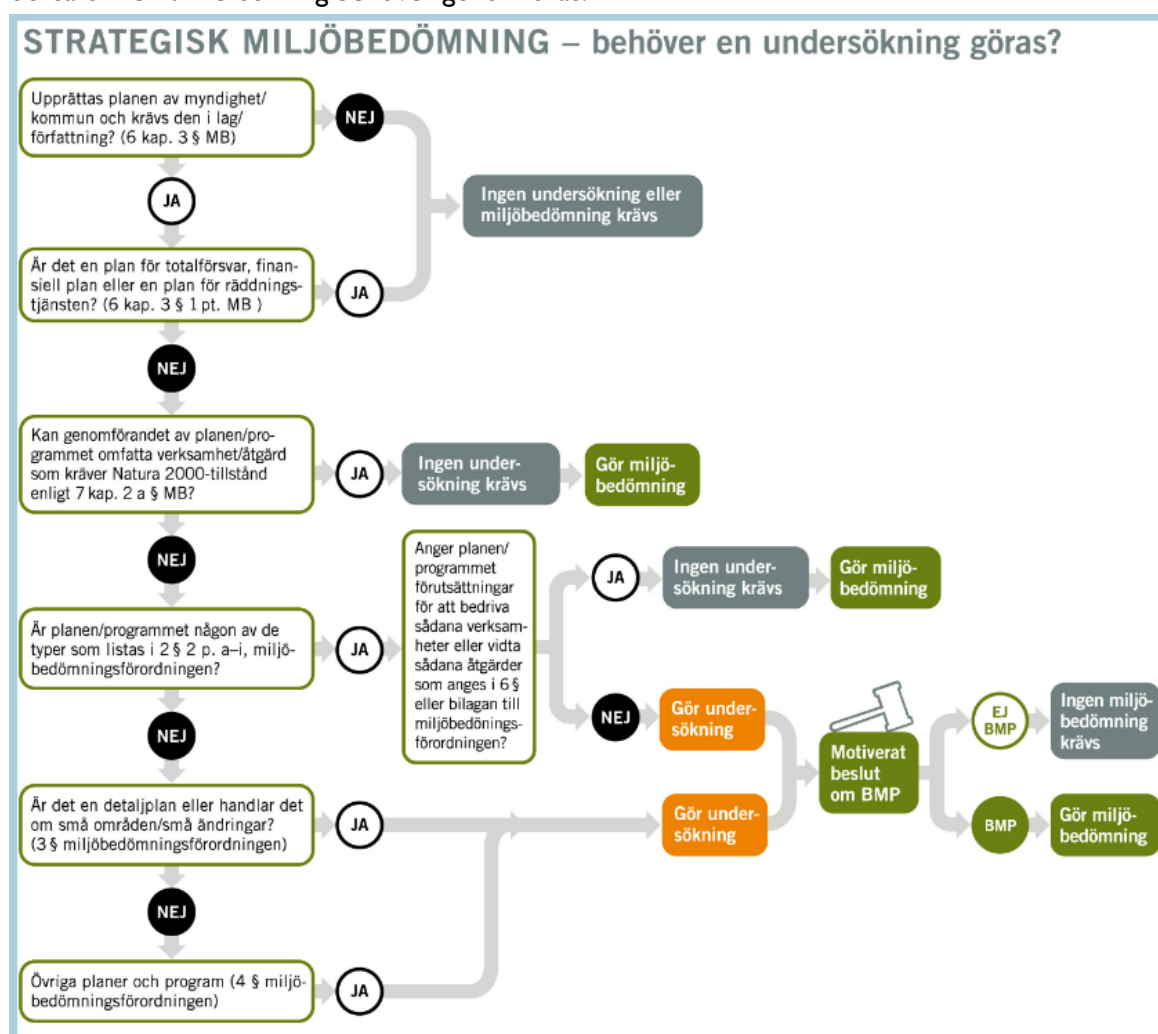 STRATEGISK MILJÖBEDÖMNING – behöver en undersökning göras?
Upprättas planen av myndighet/
kommun och krävs den i lag/
författning? (6 kap. 3 § MB)
NEJ
JA
Ingen undersökning eller
miljöbedömning krävs
Är det en plan för totalförsvar, finan-
siell plan eller en plan för räddnings-
tjänsten? (6 kap. 3 § 1 pt. MB )
JA
NEJ
Kan genomförandet av planen/pro-
grammet omfatta verksamhet/åtgärd
som kräver Natura 2000-tillstånd
enligt 7 kap. 2 a § MB?
JA
Ingen under-
sökning krävs
Gör miljö-
bedömning
NEJ
Är planen/programmet någon av de
typer som listas i 2 § 2 p. a–i, miljö-
bedömningsförordningen?
JA
Anger planen/
programmet
förutsättningar
för att bedriva
sådana verksam-
heter eller vidta
sådana åtgärder
som anges i 6 §
eller bilagan till
miljöbedönings-
förordningen?
JA
Ingen under-
sökning krävs
Gör miljö-
bedömning
NEJ
Gör under-
sökning
Motiverat
beslut
om BMP
EJ
BMP
Ingen miljö-
bedömning
krävs
BMP
Gör miljö-
bedömning
NEJ
Är det en detaljplan eller handlar det
om små områden/små ändringar?
(3 § miljöbedömningsförordningen)
JA
Gör under-
sökning
NEJ
Övriga planer och program (4 § miljö-
bedömningsförordningen)
JA